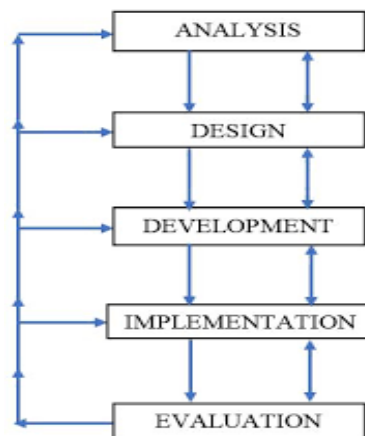 ANALYSIS
DESIGN
DEVELOPMENT
IMPLEMENTATION
EVALUATION